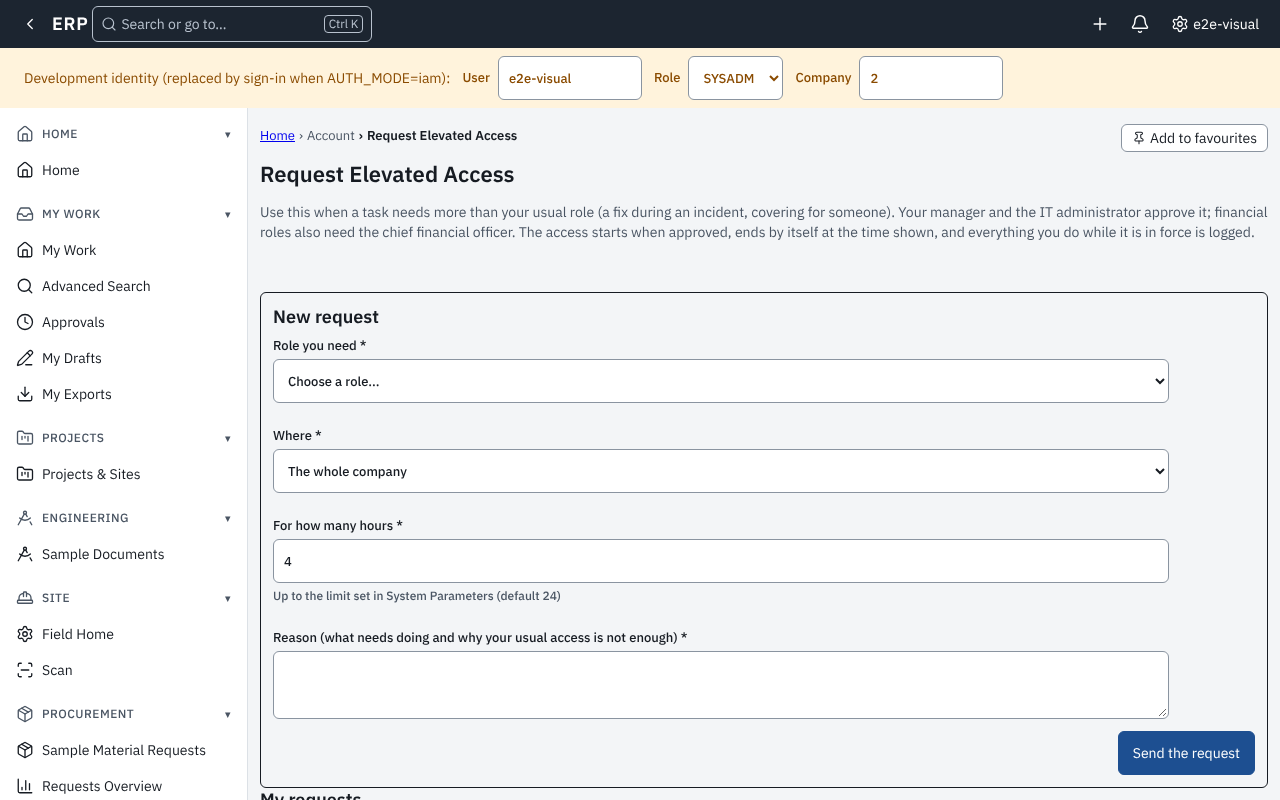 ERP
Search or go to...
Ctrl K
e2e-visual
Development identity (replaced by sign-in when AUTH_MODE=iam):
User
e2e-visual
Role
SYSADM
Company
2
HOME
Home
MY WORK
My Work
Advanced Search
Approvals
My Drafts
My Exports
PROJECTS
Projects & Sites
ENGINEERING
Sample Documents
SITE
Field Home
Scan
PROCUREMENT
Sample Material Requests
Requests Overview
Home › Account › Request Elevated Access
Add to favourites
Request Elevated Access
Use this when a task needs more than your usual role (a fix during an incident, covering for someone). Your manager and the IT administrator approve it; financial
roles also need the chief financial officer. The access starts when approved, ends by itself at the time shown, and everything you do while it is in force is logged.
New request
Role you need *
Choose a role...
Where *
The whole company
For how many hours *
4
Up to the limit set in System Parameters (default 24)
Reason (what needs doing and why your usual access is not enough) *
Send the request
My requests